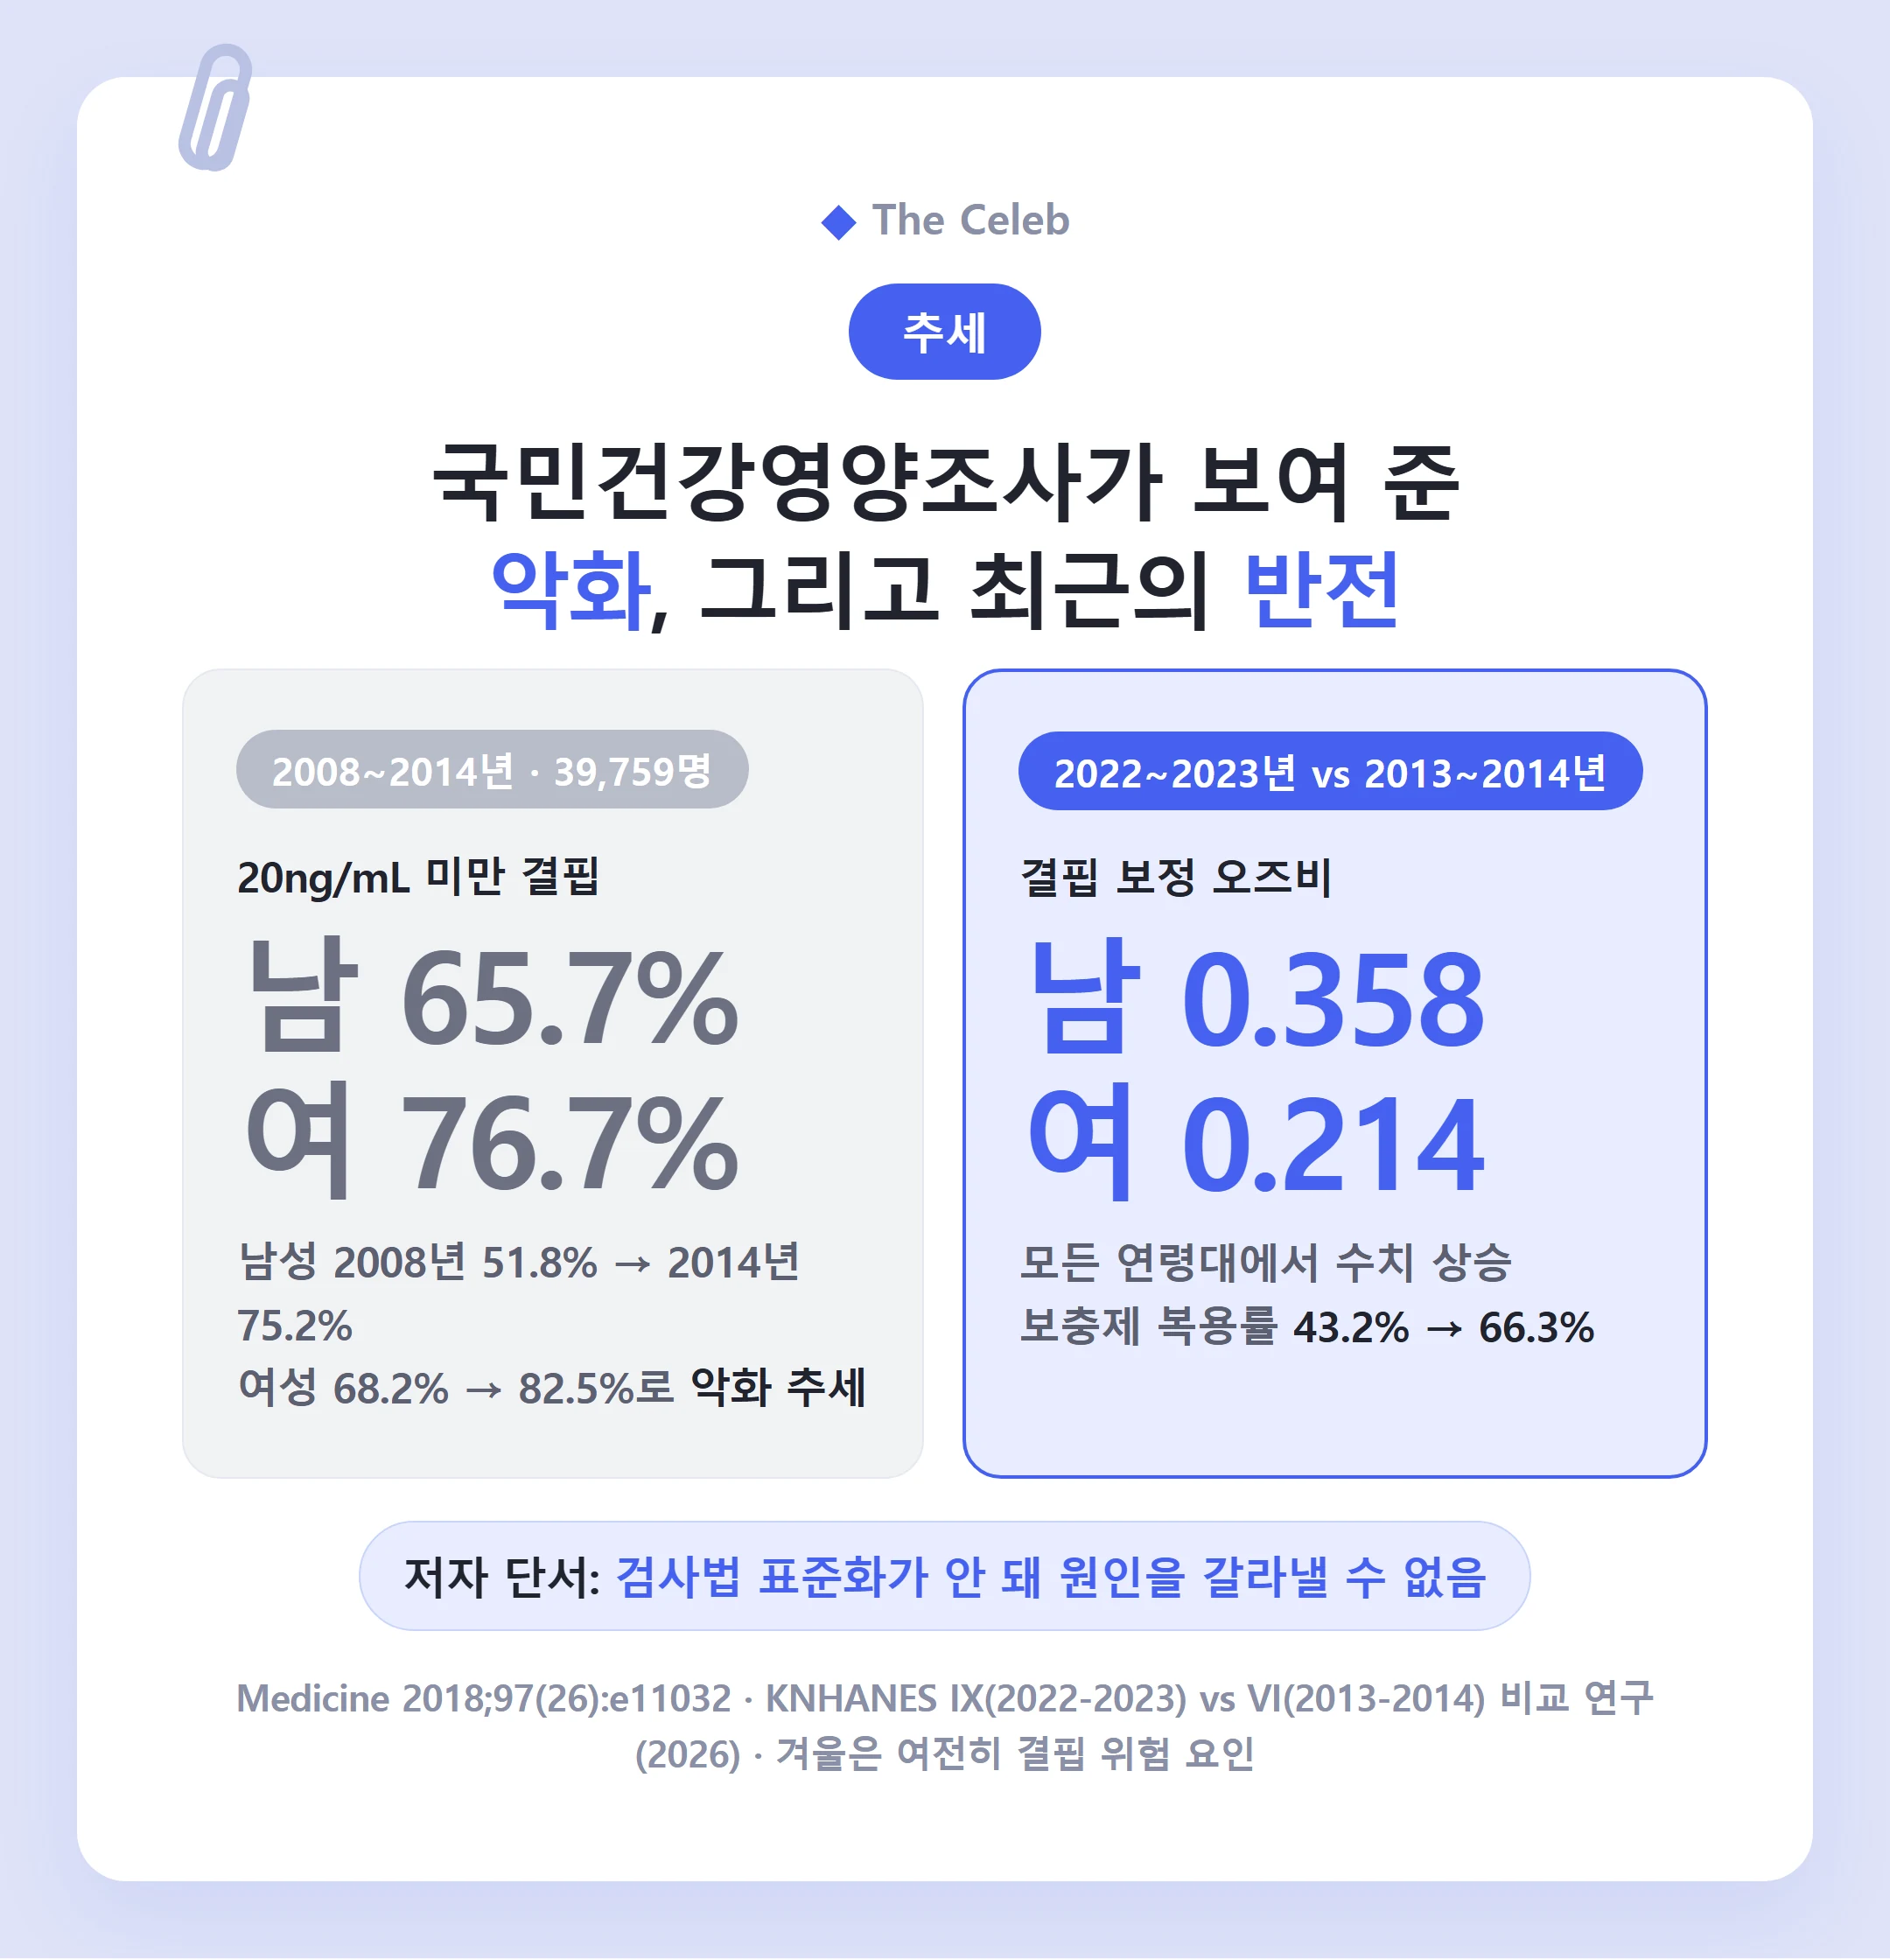 The Celeb
추세
국민건강영양조사가 보여 준
악화, 그리고 최근의 반전
2008~2014년 · 39,759명
20ng/mL 미만 결핍
남 65.7%
여 76.7%
남성 2008년 51.8% → 2014년
75.2%
여성 68.2% → 82.5%로 악화 추세
2022~2023년 vs 2013~2014년
결핍 보정 오즈비
남 0.358
여 0.214
모든 연령대에서 수치 상승
보충제 복용률 43.2% → 66.3%
저자 단서: 검사법 표준화가 안 돼 원인을 갈라낼 수 없음
Medicine 2018;97(26):e11032 · KNHANES IX(2022-2023) vs VI(2013-2014) 비교 연구
(2026) · 겨울은 여전히 결핍 위험 요인